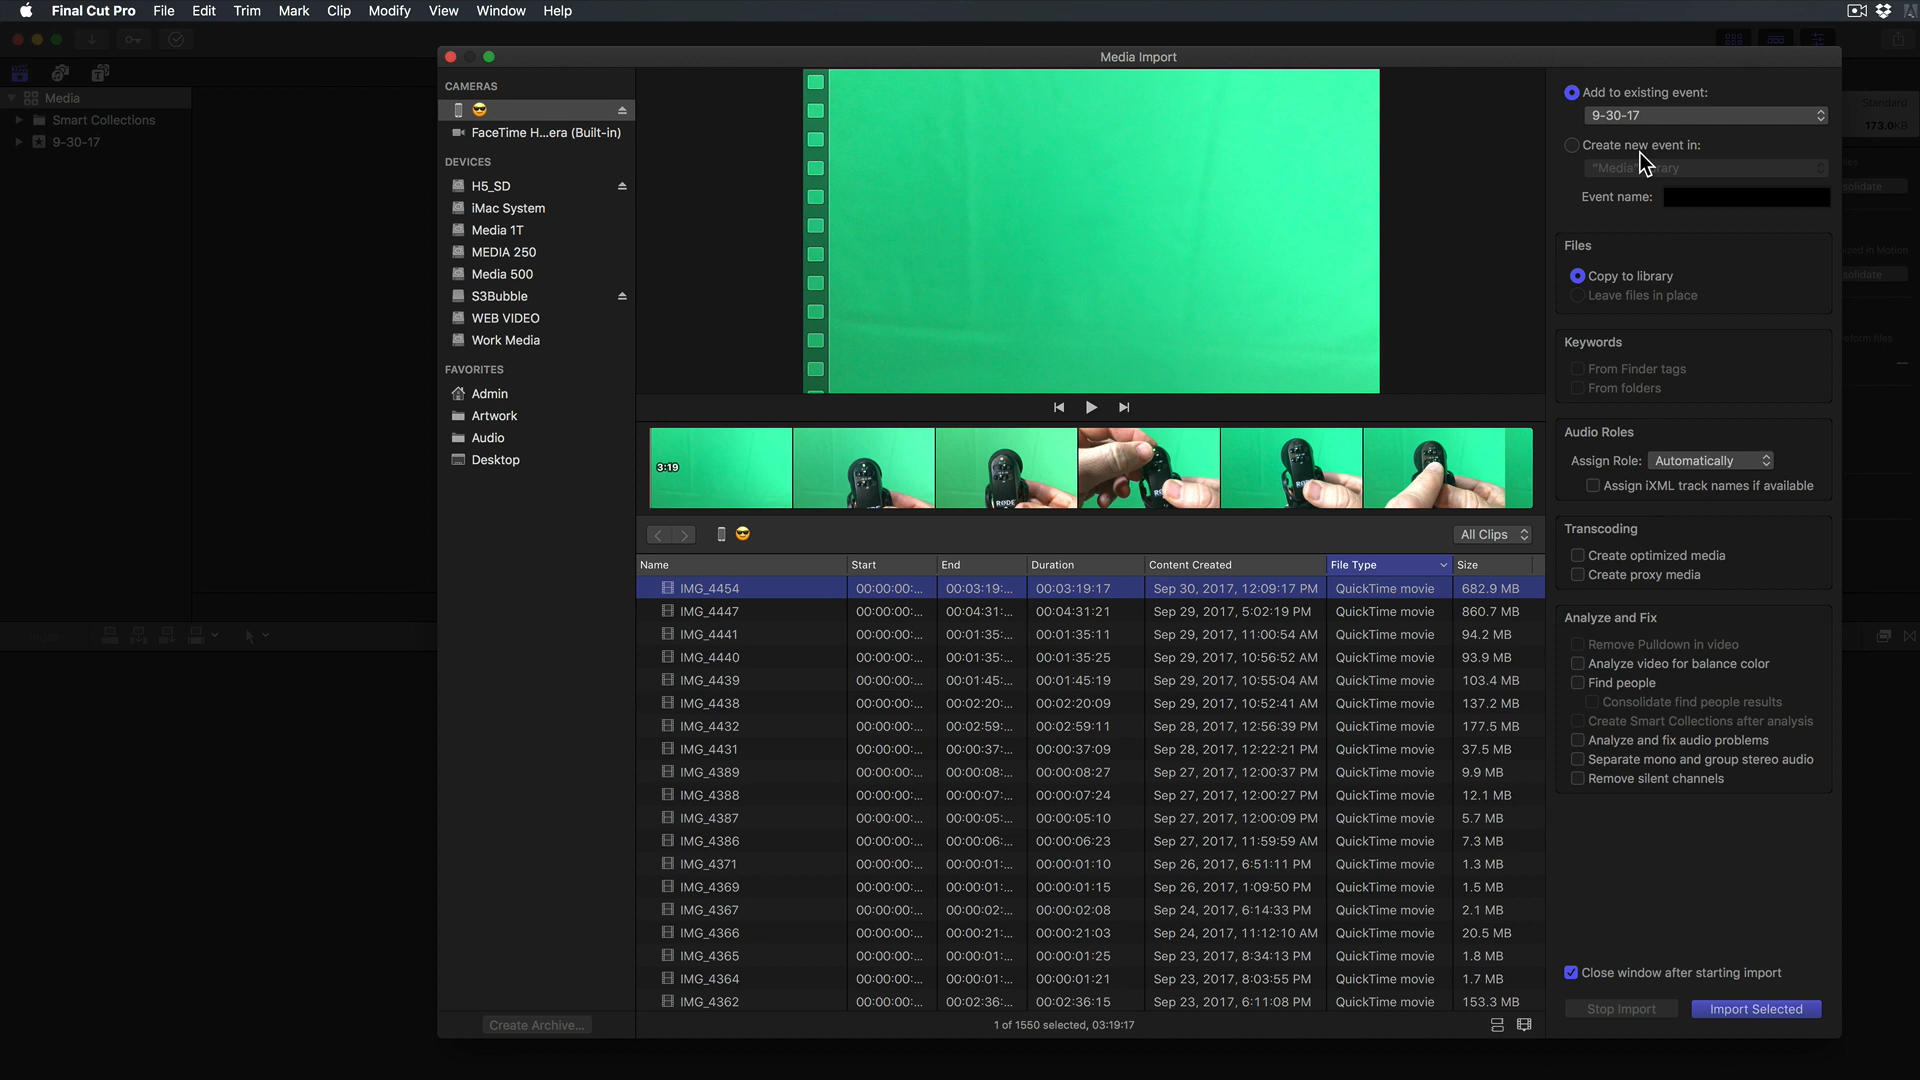 Final Cut Pro File Edit Trim Mark Clip Modify View Window Help
Media Import
Media
Smart Collections
9-30-17
CAMERAS
FaceTime H...era (Built-in)
DEVICES
H5_SD
iMac System
Media 1T
MEDIA 250
Media 500
S3Bubble
WEB VIDEO
Work Media
FAVORITES
Admin
Artwork
Audio
Desktop
Create Archive...
3:19
RØDE
All Clips
Name Start End Duration Content Created File Type Size
IMG_4454 00:00:00:... 00:03:19:... 00:03:19:17 Sep 30, 2017, 12:09:17 PM QuickTime movie 682.9 MB
IMG_4447 00:00:00:... 00:04:31:... 00:04:31:21 Sep 29, 2017, 5:02:19 PM QuickTime movie 860.7 MB
IMG_4441 00:00:00:... 00:01:35:... 00:01:35:11 Sep 29, 2017, 11:00:54 AM QuickTime movie 94.2 MB
IMG_4440 00:00:00:... 00:01:35:... 00:01:35:25 Sep 29, 2017, 10:56:52 AM QuickTime movie 93.9 MB
IMG_4439 00:00:00:... 00:01:45:... 00:01:45:19 Sep 29, 2017, 10:55:04 AM QuickTime movie 103.4 MB
IMG_4438 00:00:00:... 00:02:20:... 00:02:20:09 Sep 29, 2017, 10:52:41 AM QuickTime movie 137.2 MB
IMG_4432 00:00:00:... 00:02:59:... 00:02:59:11 Sep 28, 2017, 12:56:39 PM QuickTime movie 177.5 MB
IMG_4431 00:00:00:... 00:00:37:... 00:00:37:09 Sep 28, 2017, 12:22:21 PM QuickTime movie 37.5 MB
IMG_4389 00:00:00:... 00:00:08:... 00:00:08:27 Sep 27, 2017, 12:00:37 PM QuickTime movie 9.9 MB
IMG_4388 00:00:00:... 00:00:07:... 00:00:07:24 Sep 27, 2017, 12:00:27 PM QuickTime movie 12.1 MB
IMG_4387 00:00:00:... 00:00:05:... 00:00:05:10 Sep 27, 2017, 12:00:09 PM QuickTime movie 5.7 MB
IMG_4386 00:00:00:... 00:00:06:... 00:00:06:23 Sep 27, 2017, 11:59:59 AM QuickTime movie 7.3 MB
IMG_4371 00:00:00:... 00:00:01:... 00:00:01:10 Sep 26, 2017, 6:51:11 PM QuickTime movie 1.3 MB
IMG_4369 00:00:00:... 00:00:01:... 00:00:01:15 Sep 26, 2017, 1:09:50 PM QuickTime movie 1.5 MB
IMG_4367 00:00:00:... 00:00:02:... 00:00:02:08 Sep 24, 2017, 6:14:33 PM QuickTime movie 2.1 MB
IMG_4366 00:00:00:... 00:00:21:... 00:00:21:03 Sep 24, 2017, 11:12:10 AM QuickTime movie 20.5 MB
IMG_4365 00:00:00:... 00:00:01:... 00:00:01:25 Sep 23, 2017, 8:34:13 PM QuickTime movie 1.8 MB
IMG_4364 00:00:00:... 00:00:01:... 00:00:01:21 Sep 23, 2017, 8:03:55 PM QuickTime movie 1.7 MB
IMG_4362 00:00:00:... 00:02:36:... 00:02:36:15 Sep 23, 2017, 6:11:08 PM QuickTime movie 153.3 MB
1 of 1550 selected, 03:19:17
Add to existing event:
9-30-17
Create new event in:
Event name:
Files
Copy to library
Leave files in place
Keywords
From Finder tags
From folders
Audio Roles
Assign Role: Automatically
Assign iXML track names if available
Transcoding
Create optimized media
Create proxy media
Analyze and Fix
Remove Pulldown in video
Analyze video for balance color
Find people
Consolidate find people results
Create Smart Collections after analysis
Analyze and fix audio problems
Separate mono and group stereo audio
Remove silent channels
Close window after starting import
Stop Import Import Selected
Standard
173.0KB